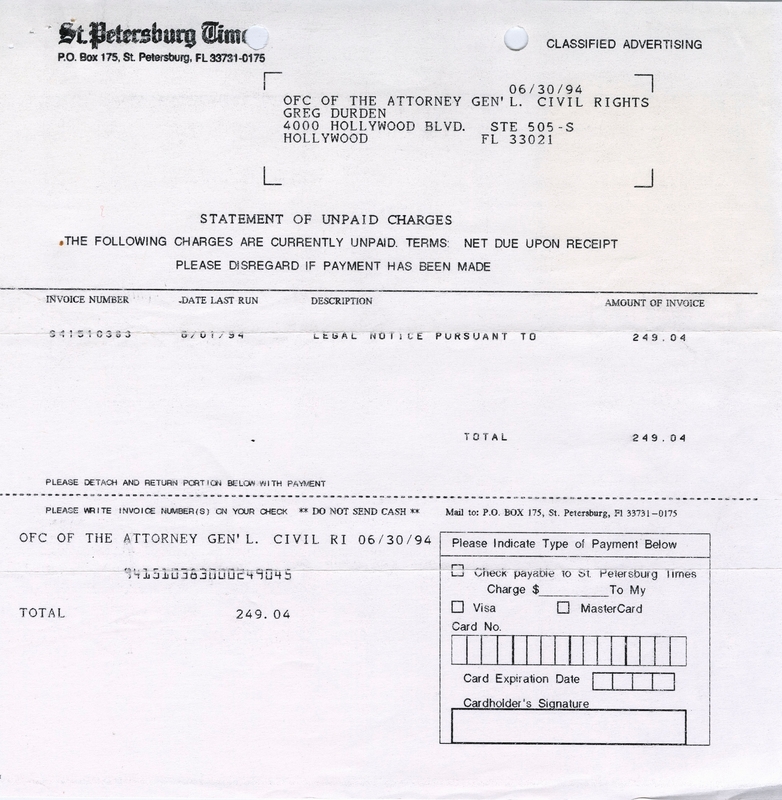 St. Petersburg Tim
P.O. Box 175, St. Petersburg, FL 33731-0175
CLASSIFIED ADVERTISING
06/30/94
OFC OF THE ATTORNEY GEN'L. CIVIL RIGHTS
GREG DURDEN
4000 HOLLYWOOD BLVD. STE 505-S
HOLLYWOOD FL 33021
STATEMENT OF UNPAID CHARGES
THE FOLLOWING CHARGES ARE CURRENTLY UNPAID. TERMS: NET DUE UPON RECEIPT
PLEASE DISREGARD IF PAYMENT HAS BEEN MADE
INVOICE NUMBER DATE LAST RUN DESCRIPTION AMOUNT OF INVOICE
941510383 6/01/94 LEGAL NOTICE PURSUANT TO 249.04
TOTAL 249.04
PLEASE DETACH AND RETURN PORTION BELOW WITH PAYMENT
PLEASE WRITE INVOICE NUMBER(S) ON YOUR CHECK ** DO NOT SEND CASH ** Mail to: P.O. BOX 175, St. Petersburg, Fl 33731-0175
OFC OF THE ATTORNEY GEN'L. CIVIL RI 06/30/94
941510383000249045
TOTAL 249.04
Please Indicate Type of Payment Below
Check payable to St. Petersburg Times
Charge $__________To My
Visa MasterCard
Card No.
Card Expiration Date
Cardholder's Signature